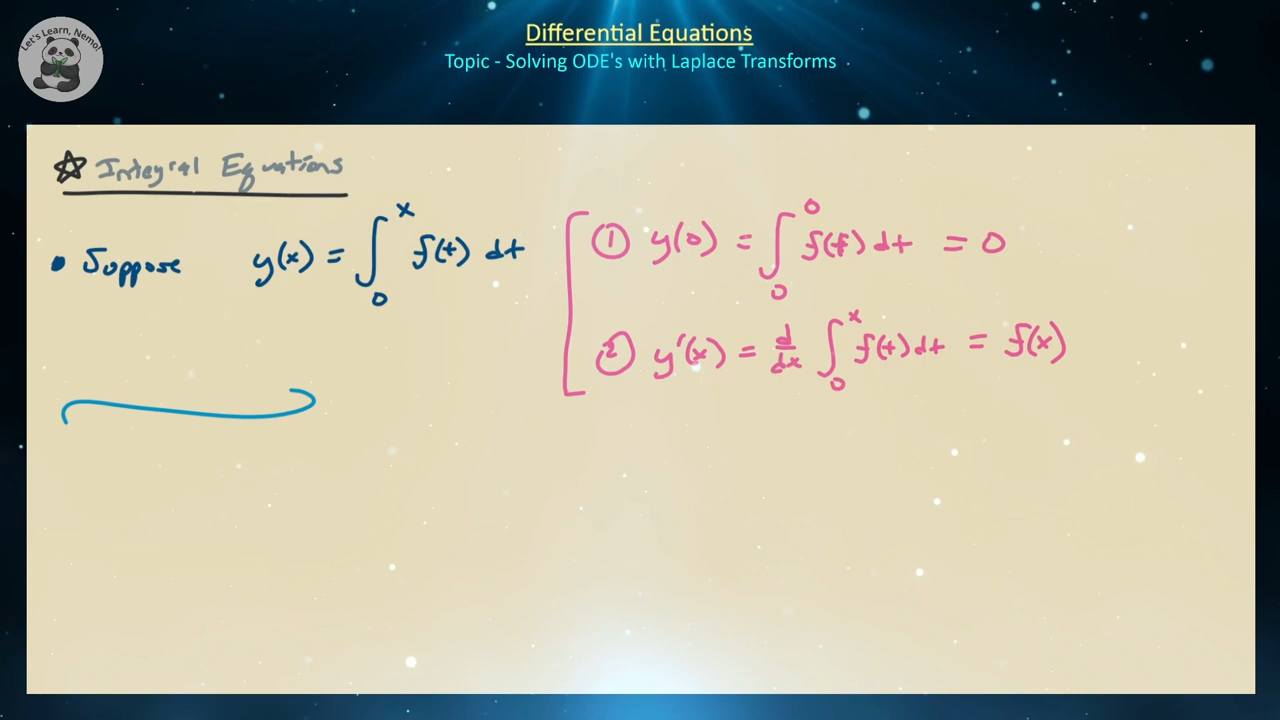 Let's Learn, Nemo!
Differential Equations
Topic - Solving ODE's with Laplace Transforms
☆ Integral Equations
• Suppose y(x) = ∫₀ˣ f(t) dt
① y(0) = ∫₀⁰ f(t) dt = 0
② y'(x) = d/dx ∫₀ˣ f(t) dt = f(x)